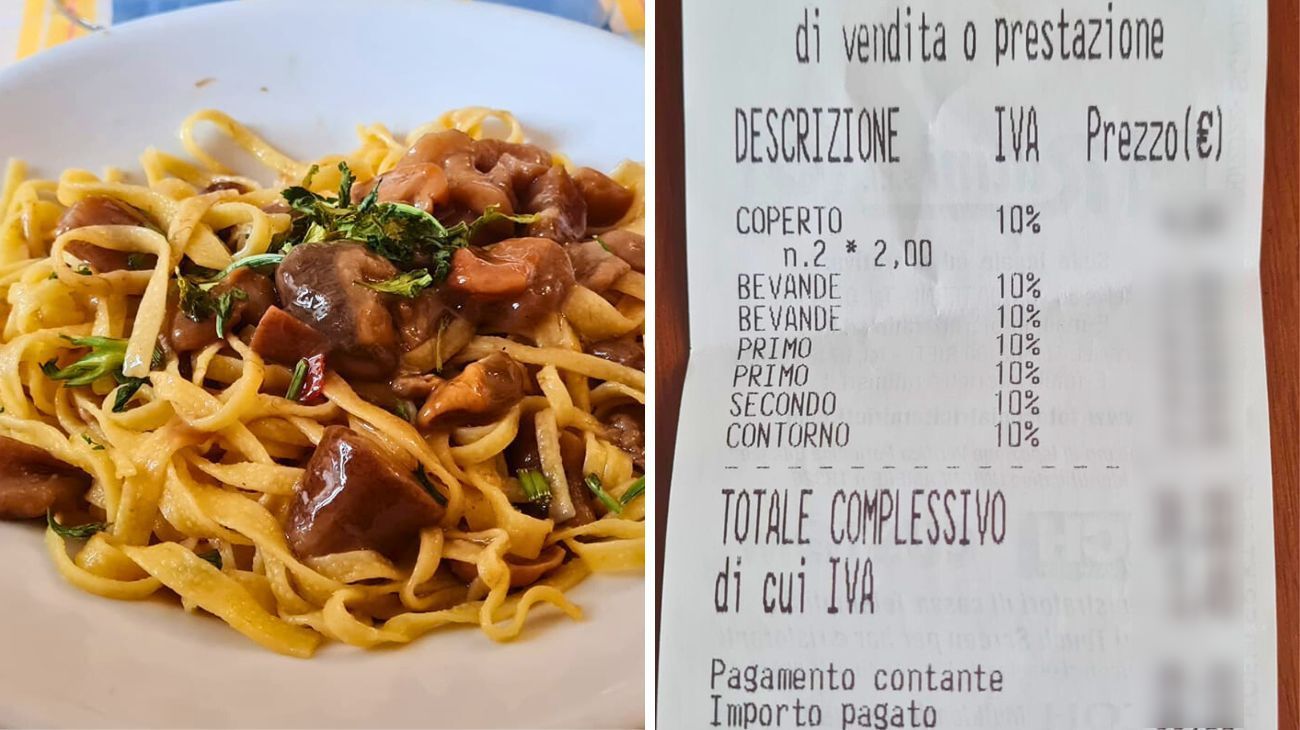 di vendita o prestazione
DESCRIZIONE IVA Prezzo(€)
COPERTO 10%
n.2 * 2,00
BEVANDE 10%
BEVANDE 10%
PRIMO 10%
PRIMO 10%
SECONDO 10%
CONTORNO 10%
TOTALE COMPLESSIVO
di cui IVA
Pagamento contante
Importo pagato